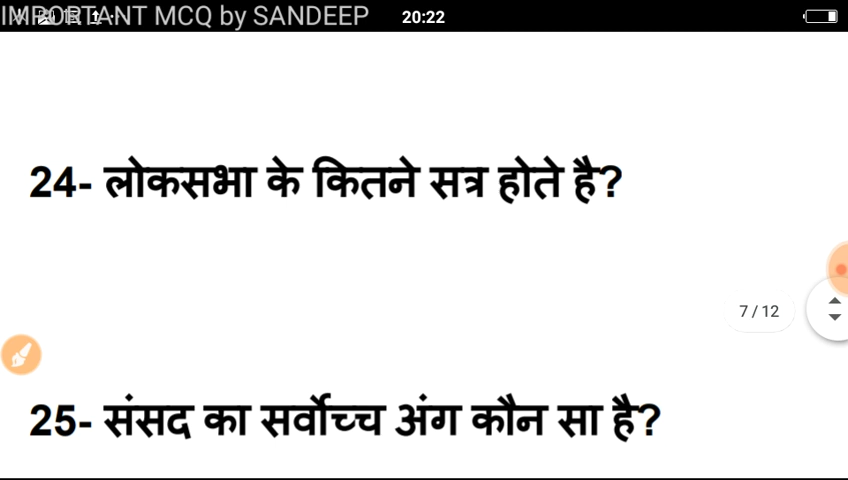 IMPORTANT MCQ by SANDEEP 20:22
24- लोकसभा के कितने सत्र होते है?
7 / 12
25- संसद का सर्वोच्च अंग कौन सा है?